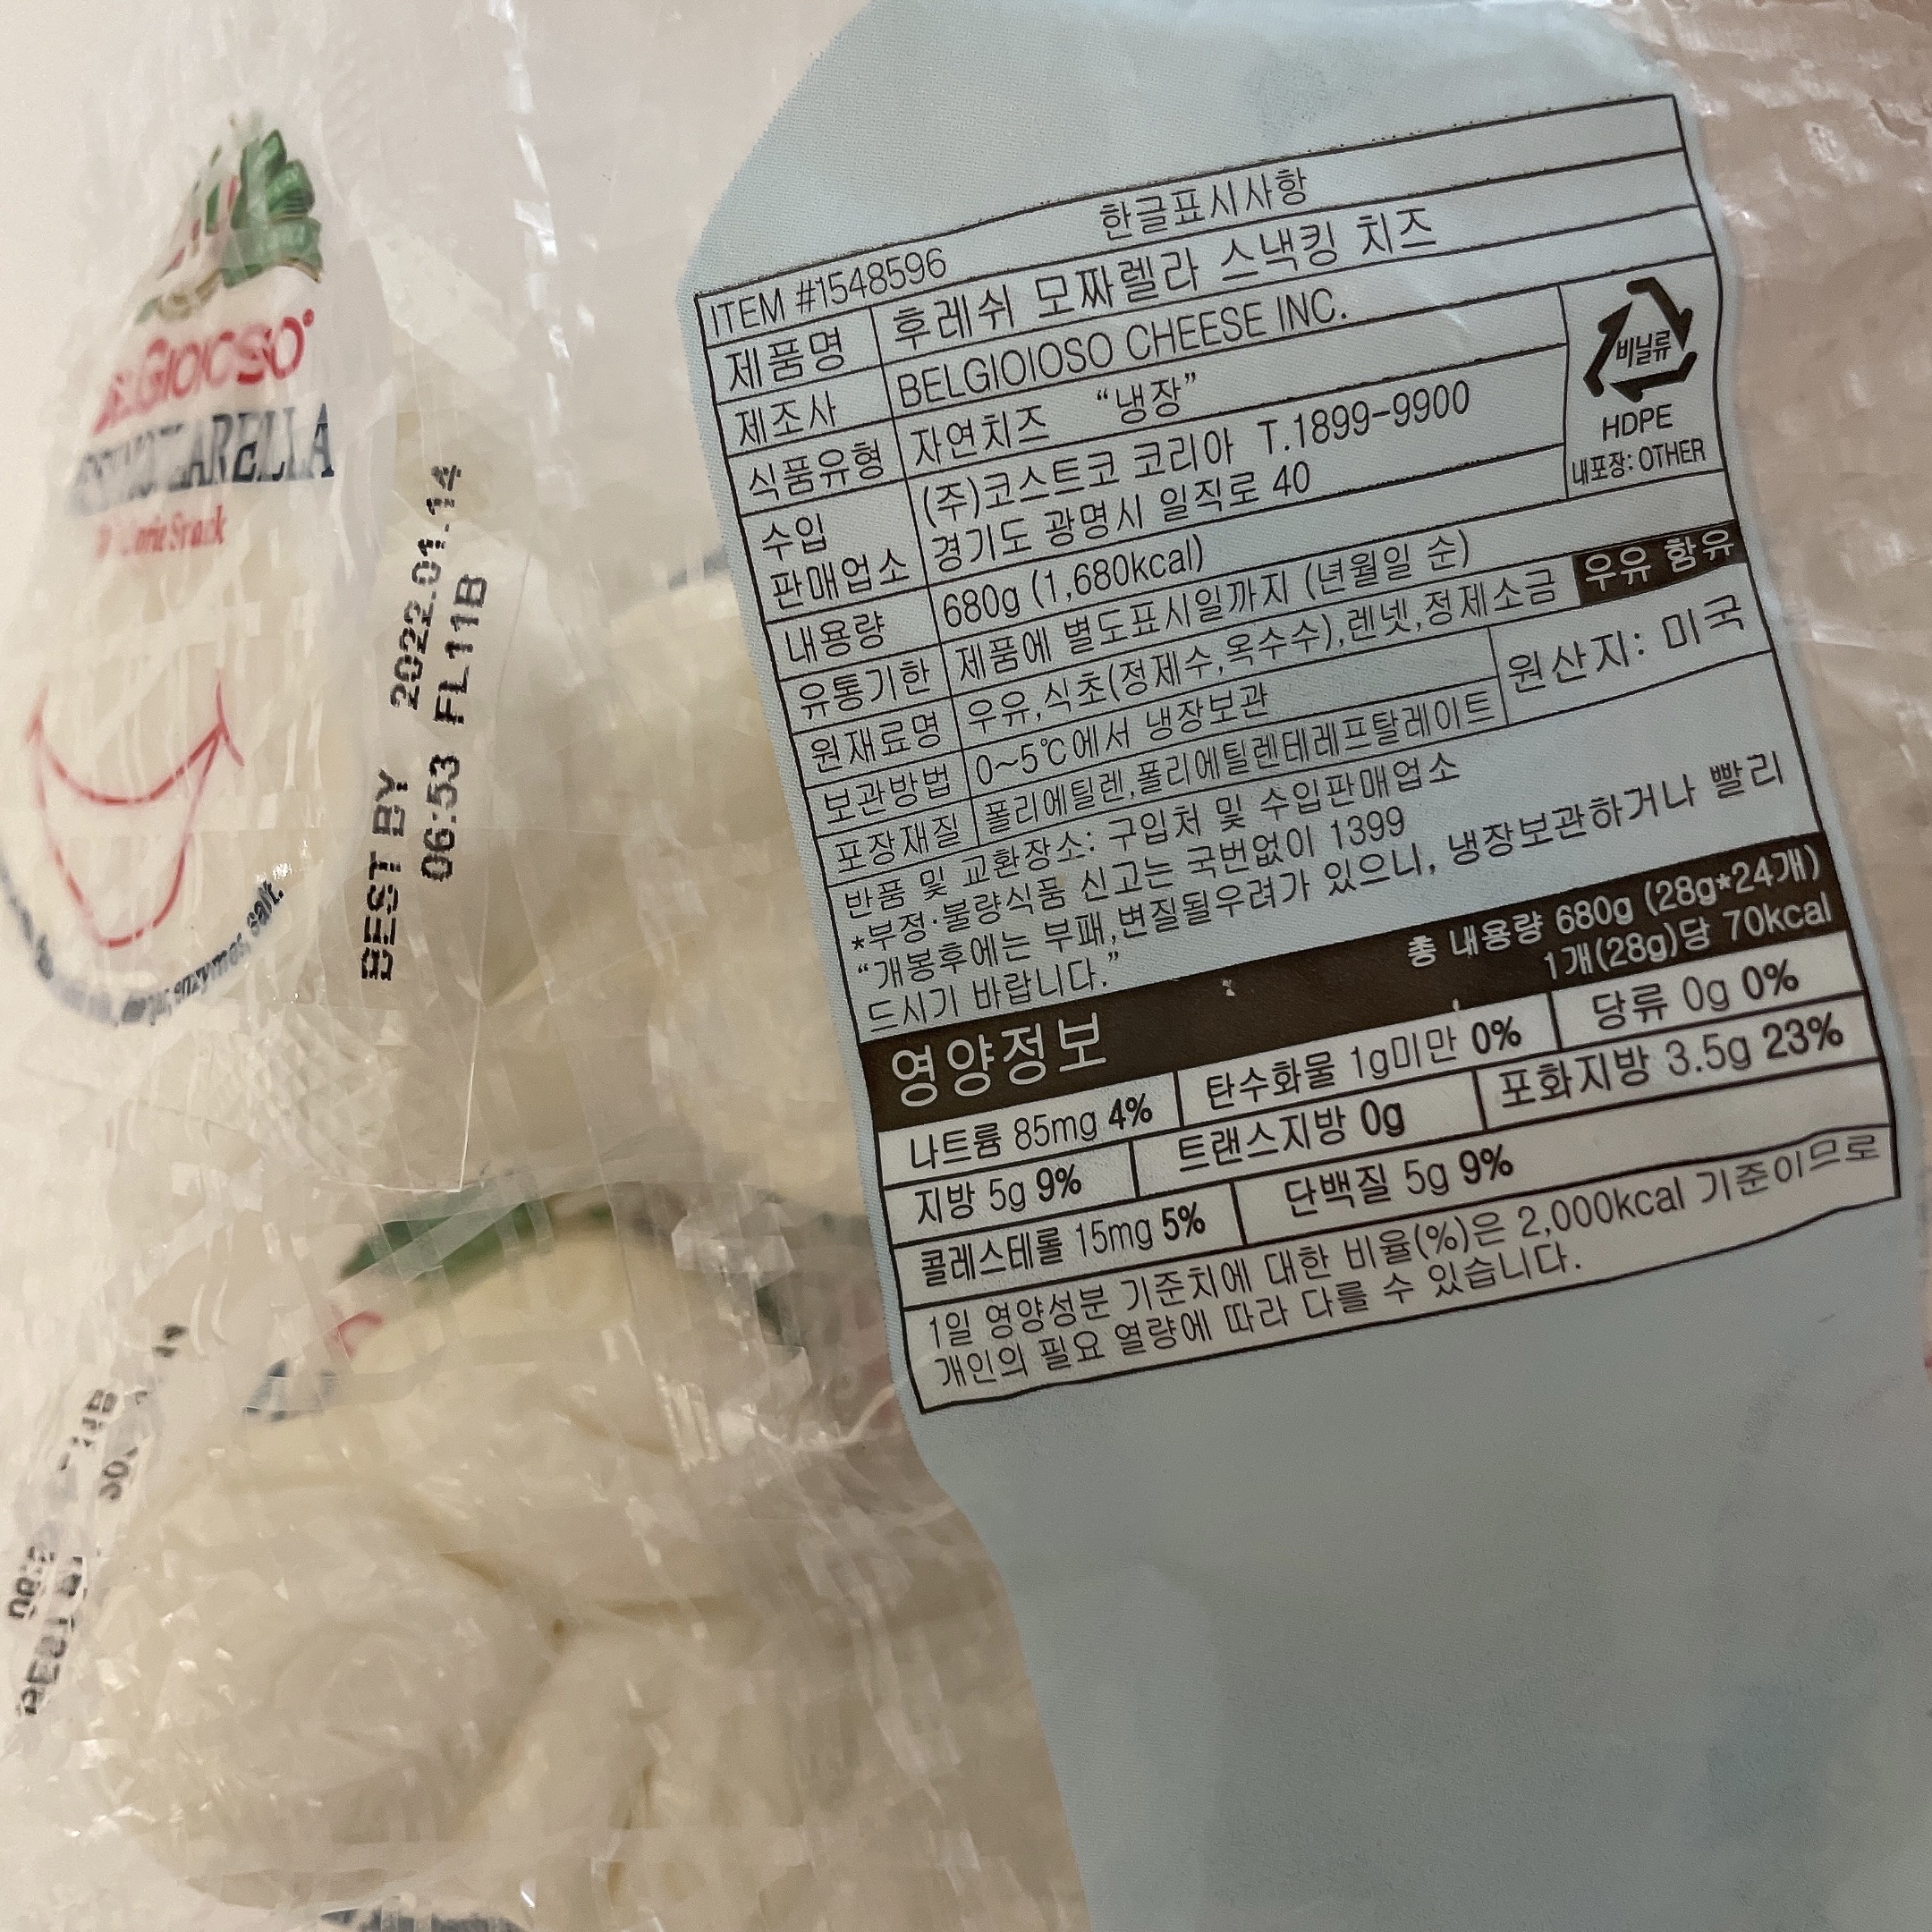 BELGIOIOSO®
MOZZARELLA
BEST BY 2022.01.14
06:53 FL11B
enzymes, salt.
한글표시사항
ITEM #1548596
제품명 후레쉬 모짜렐라 스낵킹 치즈
제조사 BELGIOIOSO CHEESE INC.
식품유형 자연치즈 “냉장”
수입 (주)코스트코 코리아 T.1899-9900
판매업소 경기도 광명시 일직로 40
비닐류
HDPE
내포장: OTHER
내용량 680g (1,680kcal)
유통기한 제품에 별도표시일까지 (년월일 순)
원재료명 우유,식초(정제수,옥수수),렌넷,정제소금 우유 함유
보관방법 0~5℃에서 냉장보관
원산지: 미국
포장재질 폴리에틸렌,폴리에틸렌테레프탈레이트
반품 및 교환장소: 구입처 및 수입판매업소
*부정·불량식품 신고는 국번없이 1399
“개봉후에는 부패,변질될우려가 있으니, 냉장보관하거나 빨리
드시기 바랍니다.”
영양정보
총 내용량 680g (28g*24개)
1개(28g)당 70kcal
나트륨 85mg 4% 탄수화물 1g미만 0% 당류 0g 0%
지방 5g 9% 트랜스지방 0g 포화지방 3.5g 23%
콜레스테롤 15mg 5% 단백질 5g 9%
1일 영양성분 기준치에 대한 비율(%)은 2,000kcal 기준이므로
개인의 필요 열량에 따라 다를 수 있습니다.